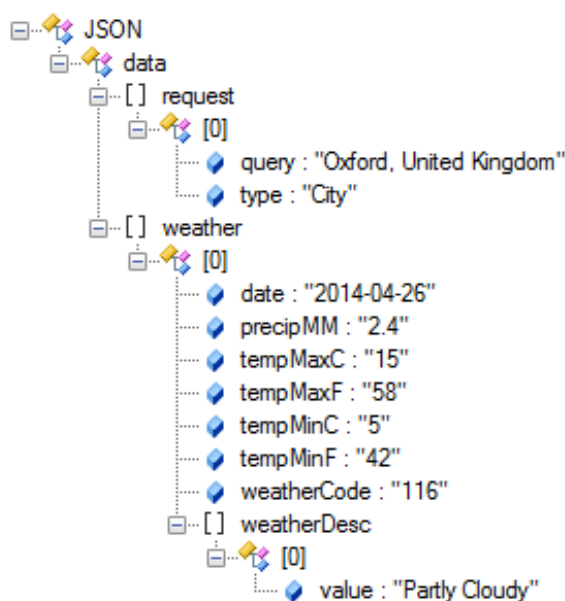 JSON
data
[] request
[0]
query : "Oxford, United Kingdom"
type : "City"
[] weather
[0]
date : "2014-04-26"
precipMM : "2.4"
tempMaxC : "15"
tempMaxF : "58"
tempMinC : "5"
tempMinF : "42"
weatherCode : "116"
[] weatherDesc
[0]
value : "Partly Cloudy"